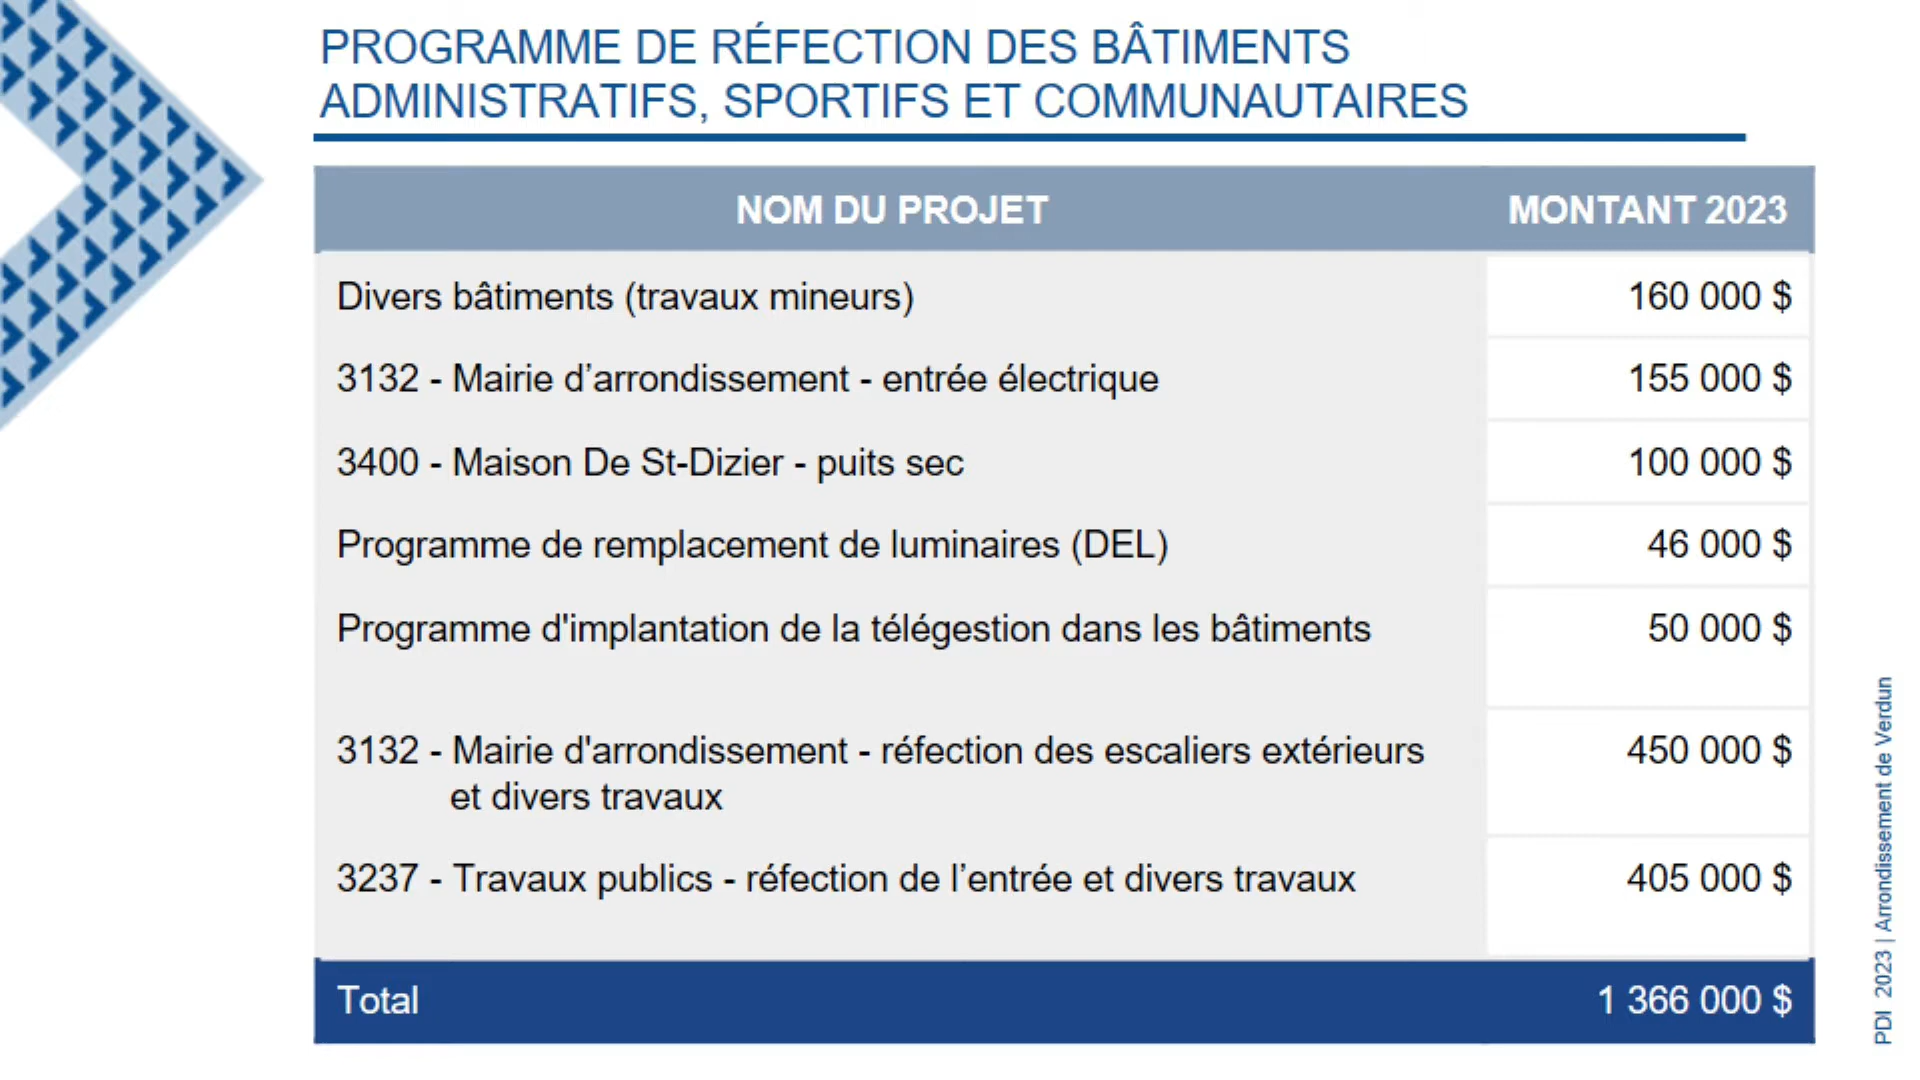 PROGRAMME DE RÉFECTION DES BÂTIMENTS
ADMINISTRATIFS, SPORTIFS ET COMMUNAUTAIRES
NOM DU PROJET MONTANT 2023
Divers bâtiments (travaux mineurs) 160 000 $
3132 - Mairie d’arrondissement - entrée électrique 155 000 $
3400 - Maison De St-Dizier - puits sec 100 000 $
Programme de remplacement de luminaires (DEL) 46 000 $
Programme d'implantation de la télégestion dans les bâtiments 50 000 $
3132 - Mairie d'arrondissement - réfection des escaliers extérieurs 450 000 $
et divers travaux
3237 - Travaux publics - réfection de l’entrée et divers travaux 405 000 $
Total 1 366 000 $
PDI 2023 | Arrondissement de Verdun